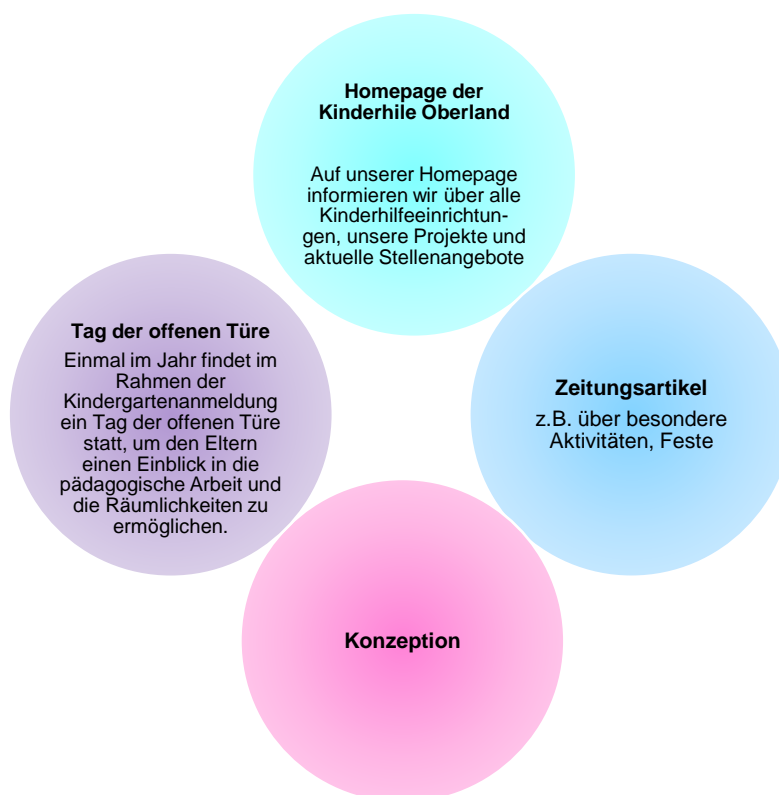 Homepage der
Kinderhile Oberland
Auf unserer Homepage
informieren wir über alle
Kinderhilfeeinrichtun-
gen, unsere Projekte und
aktuelle Stellenangebote
Tag der offenen Türe
Einmal im Jahr findet im
Rahmen der
Kindergartenanmeldung
ein Tag der offenen Türe
statt, um den Eltern
einen Einblick in die
pädagogische Arbeit und
die Räumlichkeiten zu
ermöglichen.
Zeitungsartikel
z.B. über besondere
Aktivitäten, Feste
Konzeption